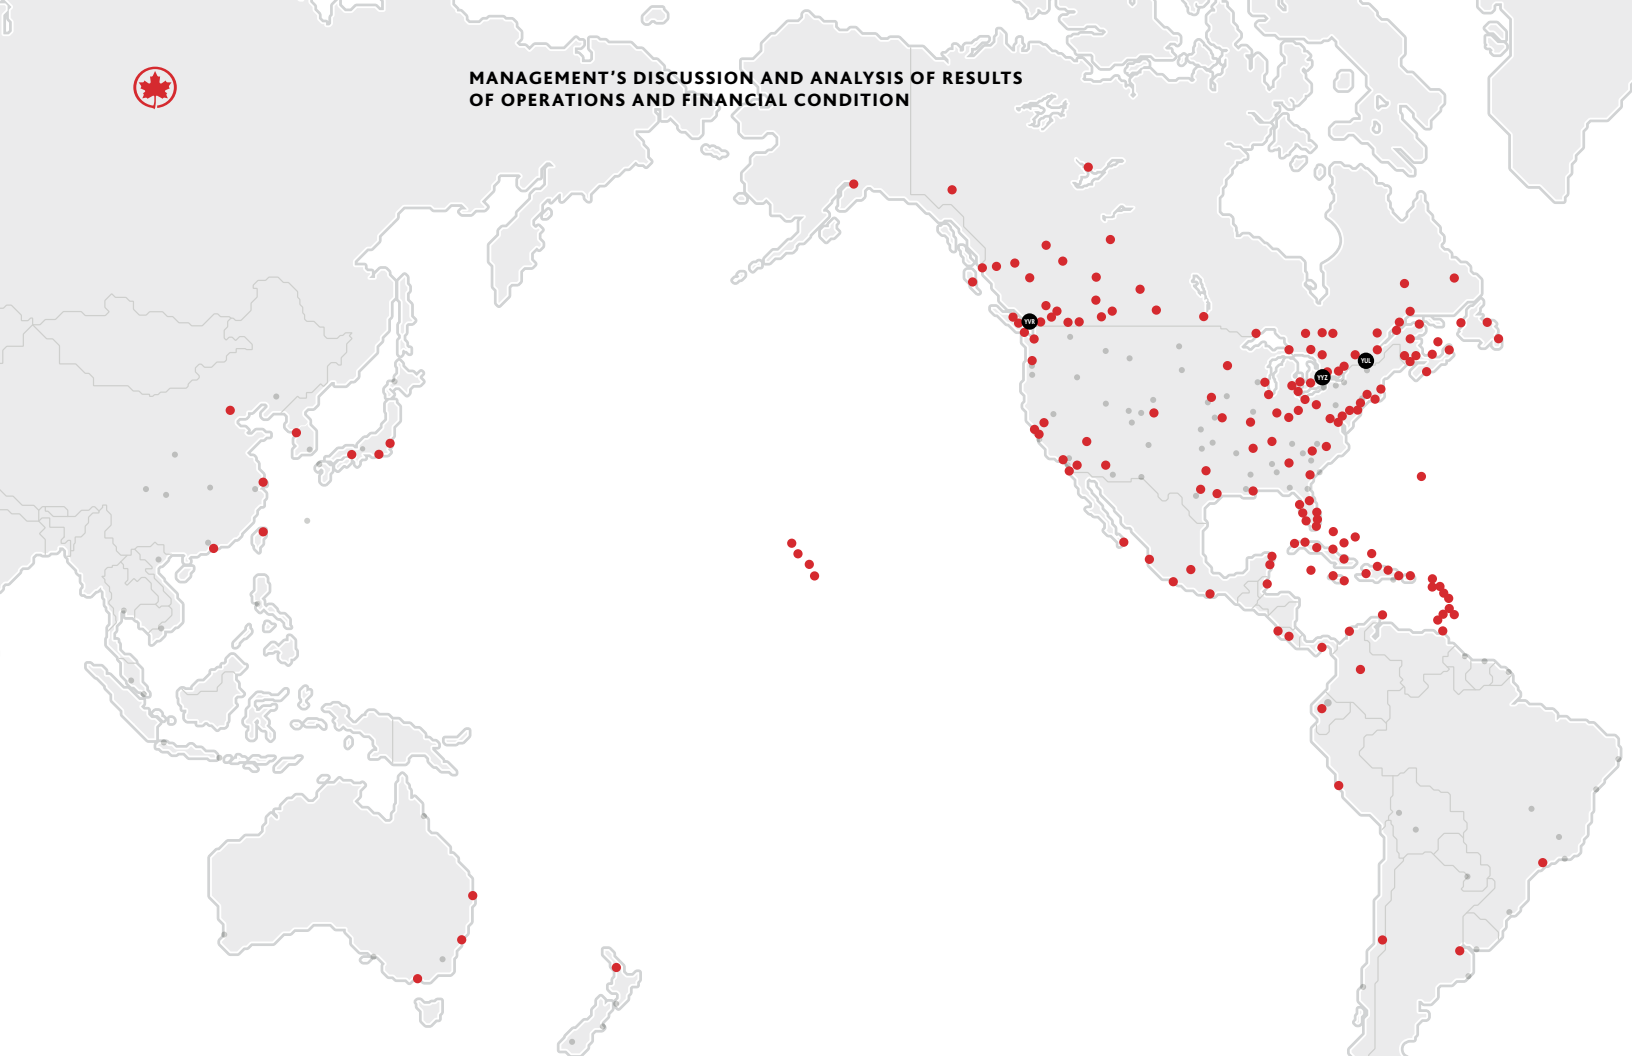 MANAGEMENT'S DISCUSSION AND ANALYSIS OF RESULTS
OF OPERATIONS AND FINANCIAL CONDITION
YVR
YUL
YYZ